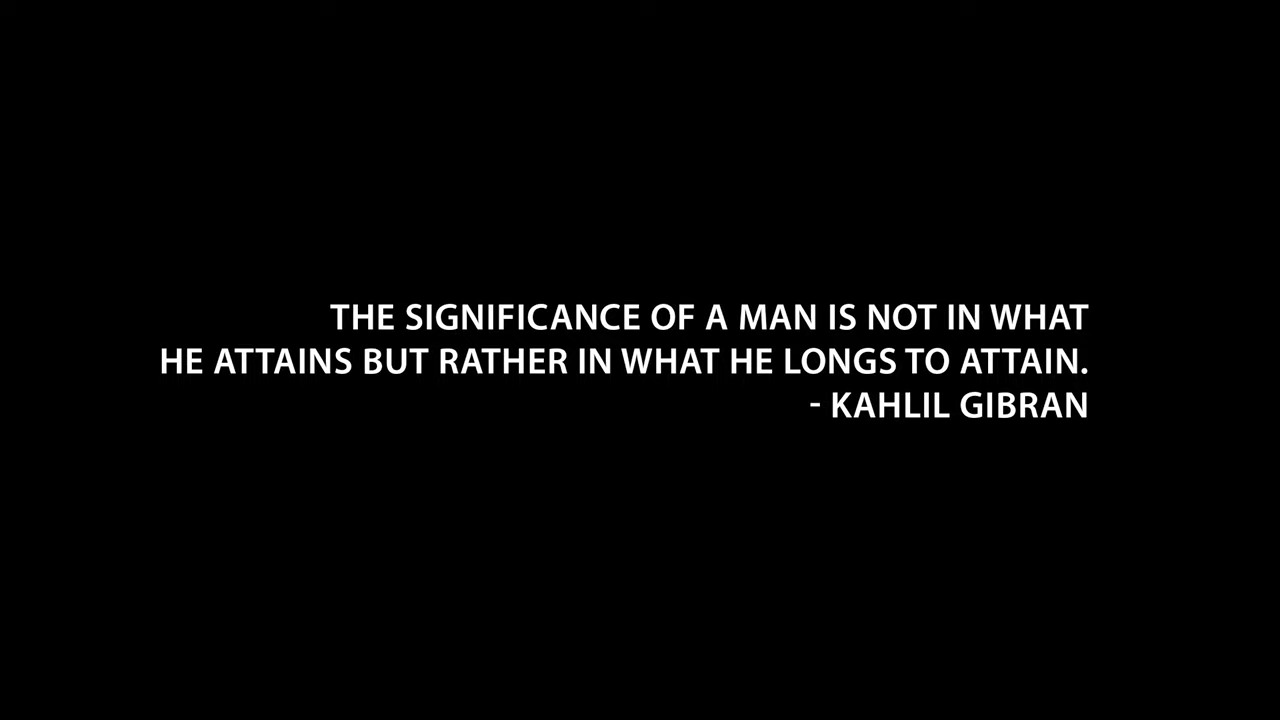 THE SIGNIFICANCE OF A MAN IS NOT IN WHAT
HE ATTAINS BUT RATHER IN WHAT HE LONGS TO ATTAIN.
- KAHLIL GIBRAN